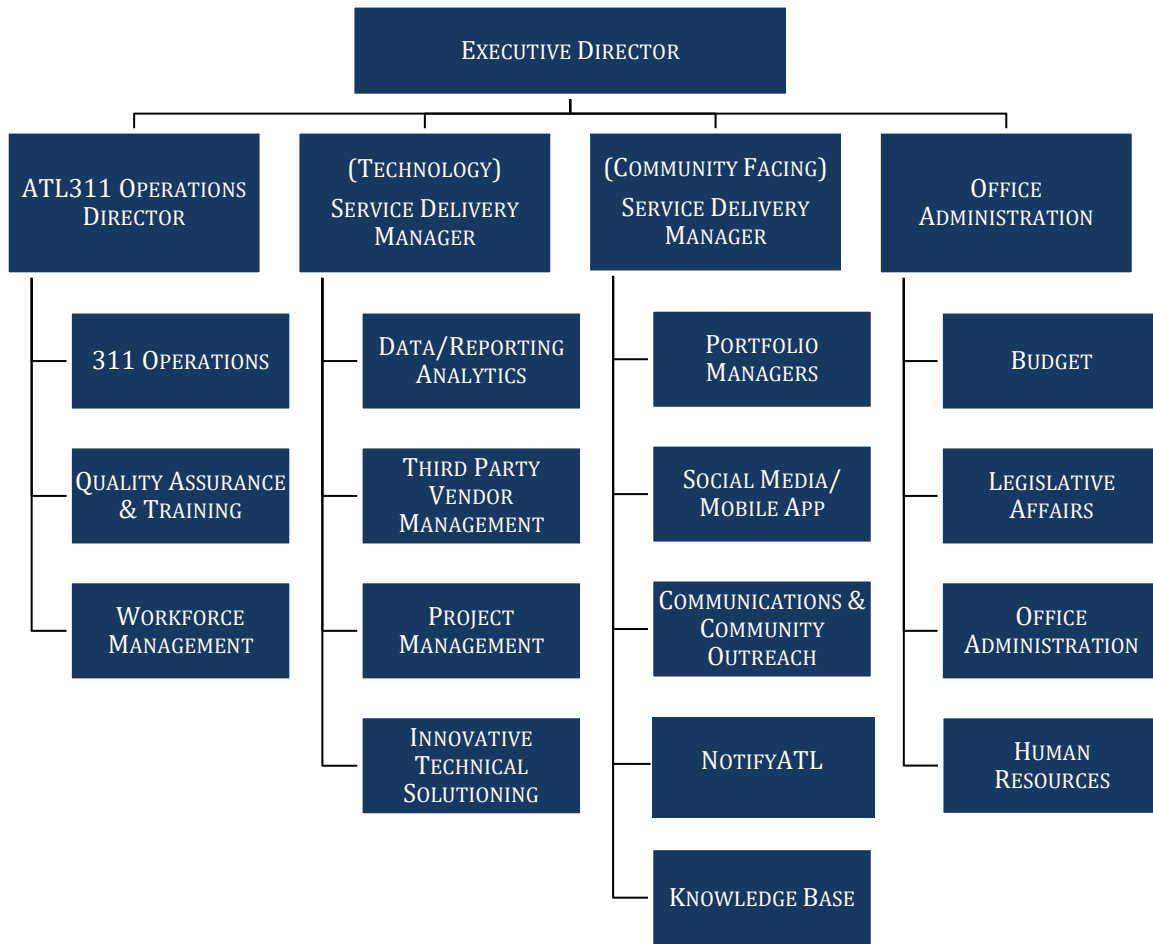 EXECUTIVE DIRECTOR
ATL311 OPERATIONS
DIRECTOR
(TECHNOLOGY)
SERVICE DELIVERY
MANAGER
(COMMUNITY FACING)
SERVICE DELIVERY
MANAGER
OFFICE
ADMINISTRATION
311 OPERATIONS
QUALITY ASSURANCE
& TRAINING
WORKFORCE
MANAGEMENT
DATA/REPORTING
ANALYTICS
THIRD PARTY
VENDOR
MANAGEMENT
PROJECT
MANAGEMENT
INNOVATIVE
TECHNICAL
SOLUTIONING
PORTFOLIO
MANAGERS
SOCIAL MEDIA/
MOBILE APP
COMMUNICATIONS &
COMMUNITY
OUTREACH
NOTIFYATL
KNOWLEDGE BASE
BUDGET
LEGISLATIVE
AFFAIRS
OFFICE
ADMINISTRATION
HUMAN
RESOURCES